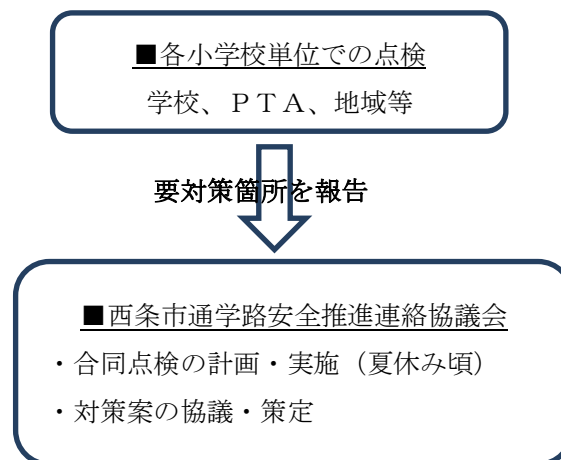 ■各小学校単位での点検
学校、ＰＴＡ、地域等
要対策箇所を報告
■西条市通学路安全推進連絡協議会
・合同点検の計画・実施（夏休み頃）
・対策案の協議・策定